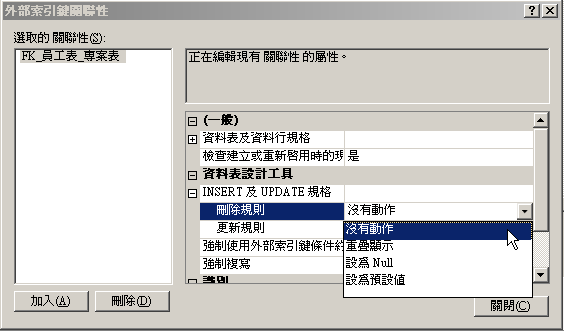 外部索引鍵關聯性
選取的 關聯性(S):
FK_員工表_專案表
正在編輯現有 關聯性 的屬性。
(一般)
資料表及資料行規格
檢查建立或重新啓用時的現 是
資料表設計工具
INSERT 及 UPDATE 規格
刪除規則 沒有動作
更新規則 沒有動作
強制使用外部索引鍵條件約 重疊顯示
強制複寫 設爲 Null
識別 設爲預設值
加入(A) 刪除(D) 關閉(C)